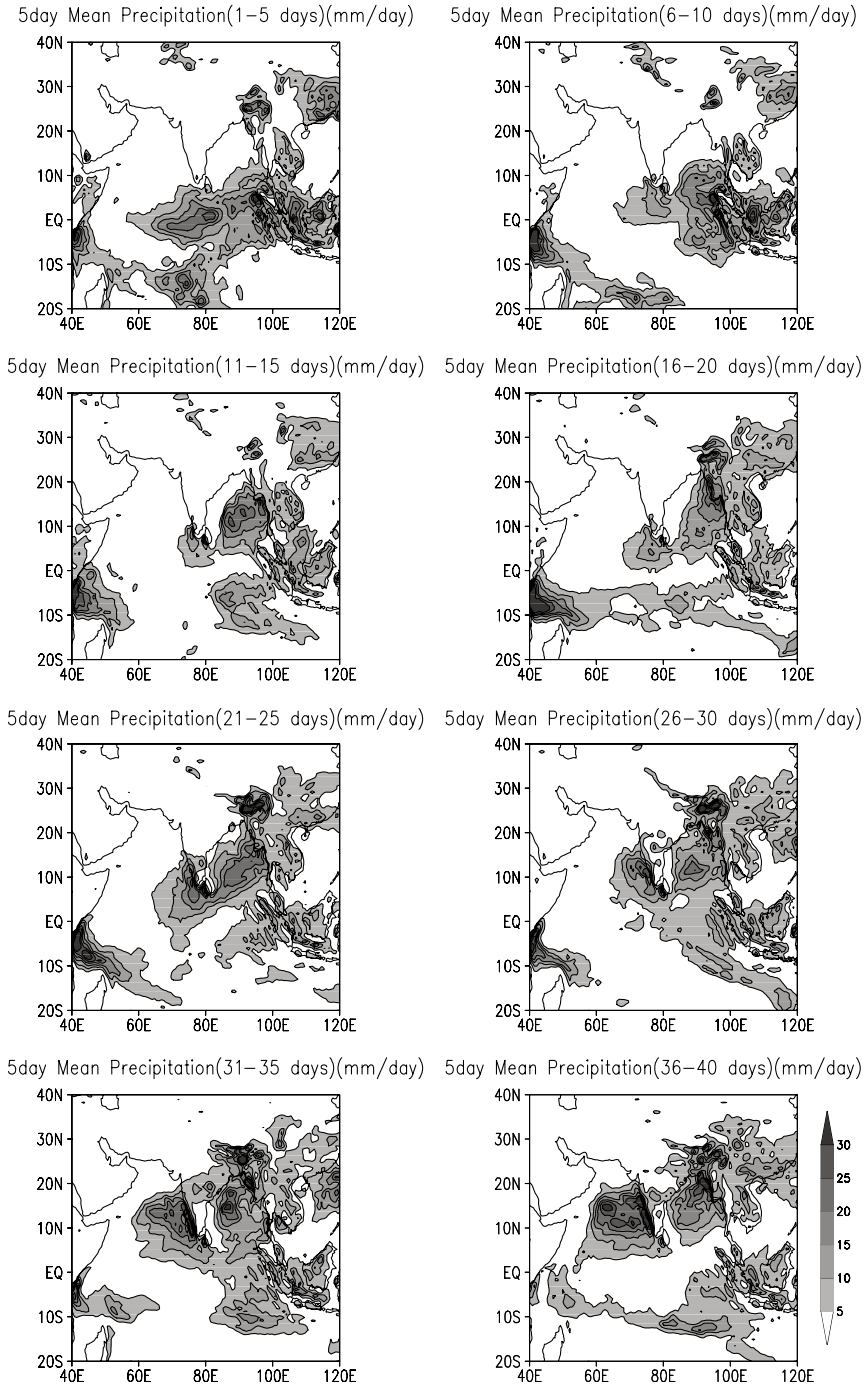 5day Mean Precipitation(1−5 days)(mm/day)
40N
30N
20N
10N
EQ
10S
20S
40E 60E 80E 100E 120E
5day Mean Precipitation(6−10 days)(mm/day)
40N
30N
20N
10N
EQ
10S
20S
40E 60E 80E 100E 120E
5day Mean Precipitation(11−15 days)(mm/day)
40N
30N
20N
10N
EQ
10S
20S
40E 60E 80E 100E 120E
5day Mean Precipitation(16−20 days)(mm/day)
40N
30N
20N
10N
EQ
10S
20S
40E 60E 80E 100E 120E
5day Mean Precipitation(21−25 days)(mm/day)
40N
30N
20N
10N
EQ
10S
20S
40E 60E 80E 100E 120E
5day Mean Precipitation(26−30 days)(mm/day)
40N
30N
20N
10N
EQ
10S
20S
40E 60E 80E 100E 120E
5day Mean Precipitation(31−35 days)(mm/day)
40N
30N
20N
10N
EQ
10S
20S
40E 60E 80E 100E 120E
5day Mean Precipitation(36−40 days)(mm/day)
40N
30N
20N
10N
EQ
10S
20S
40E 60E 80E 100E 120E
30
25
20
15
10
5